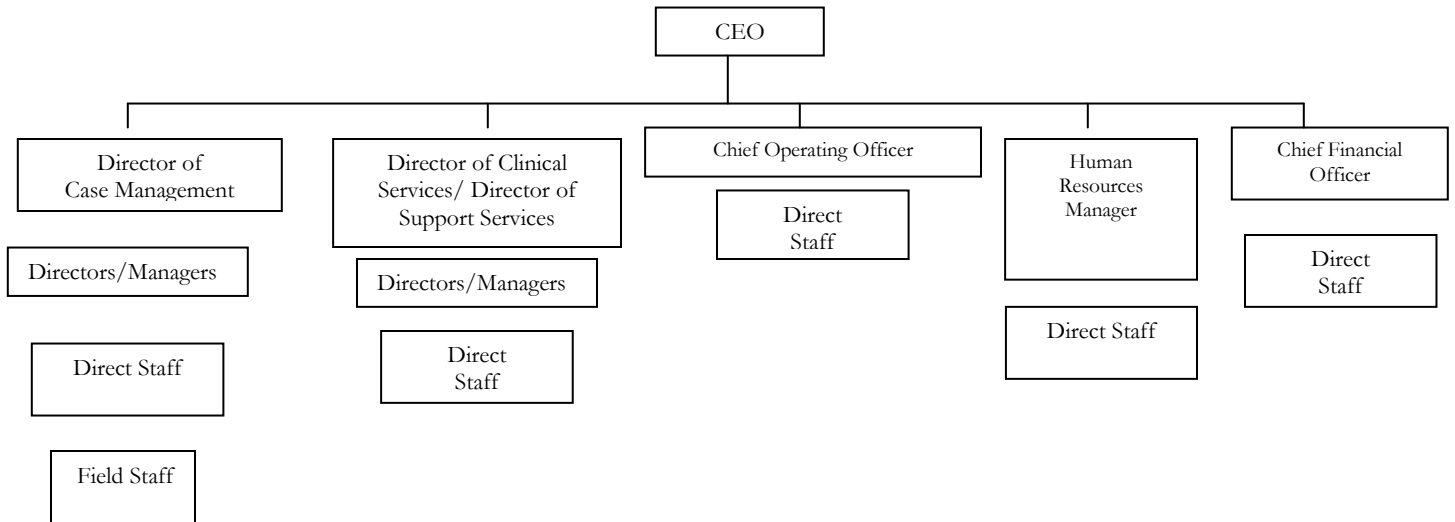 CEO
Director of
Case Management
Director of Clinical
Services/ Director of
Support Services
Chief Operating Officer
Human
Resources
Manager
Chief Financial
Officer
Directors/Managers
Directors/Managers
Direct
Staff
Direct Staff
Direct
Staff
Direct Staff
Direct
Staff
Field Staff